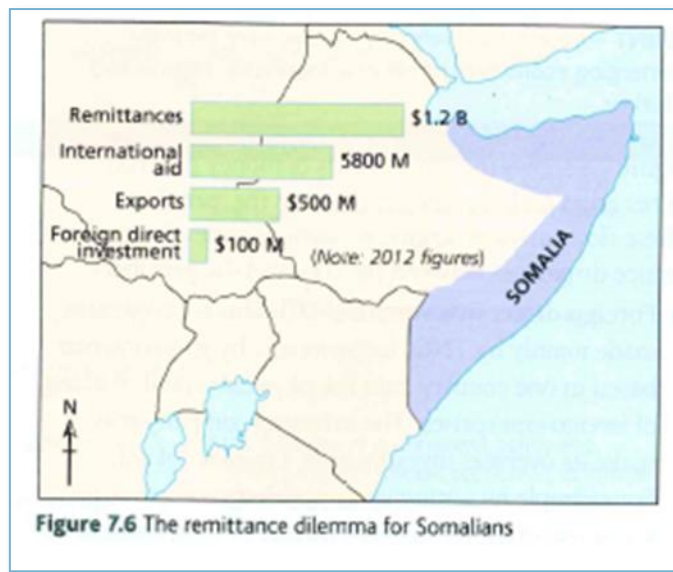 Remittances
$1.2 B
International
aid
$800 M
Exports
$500 M
Foreign direct
investment
$100 M
(Note: 2012 figures)
SOMALIA
N
Figure 7.6 The remittance dilemma for Somalians